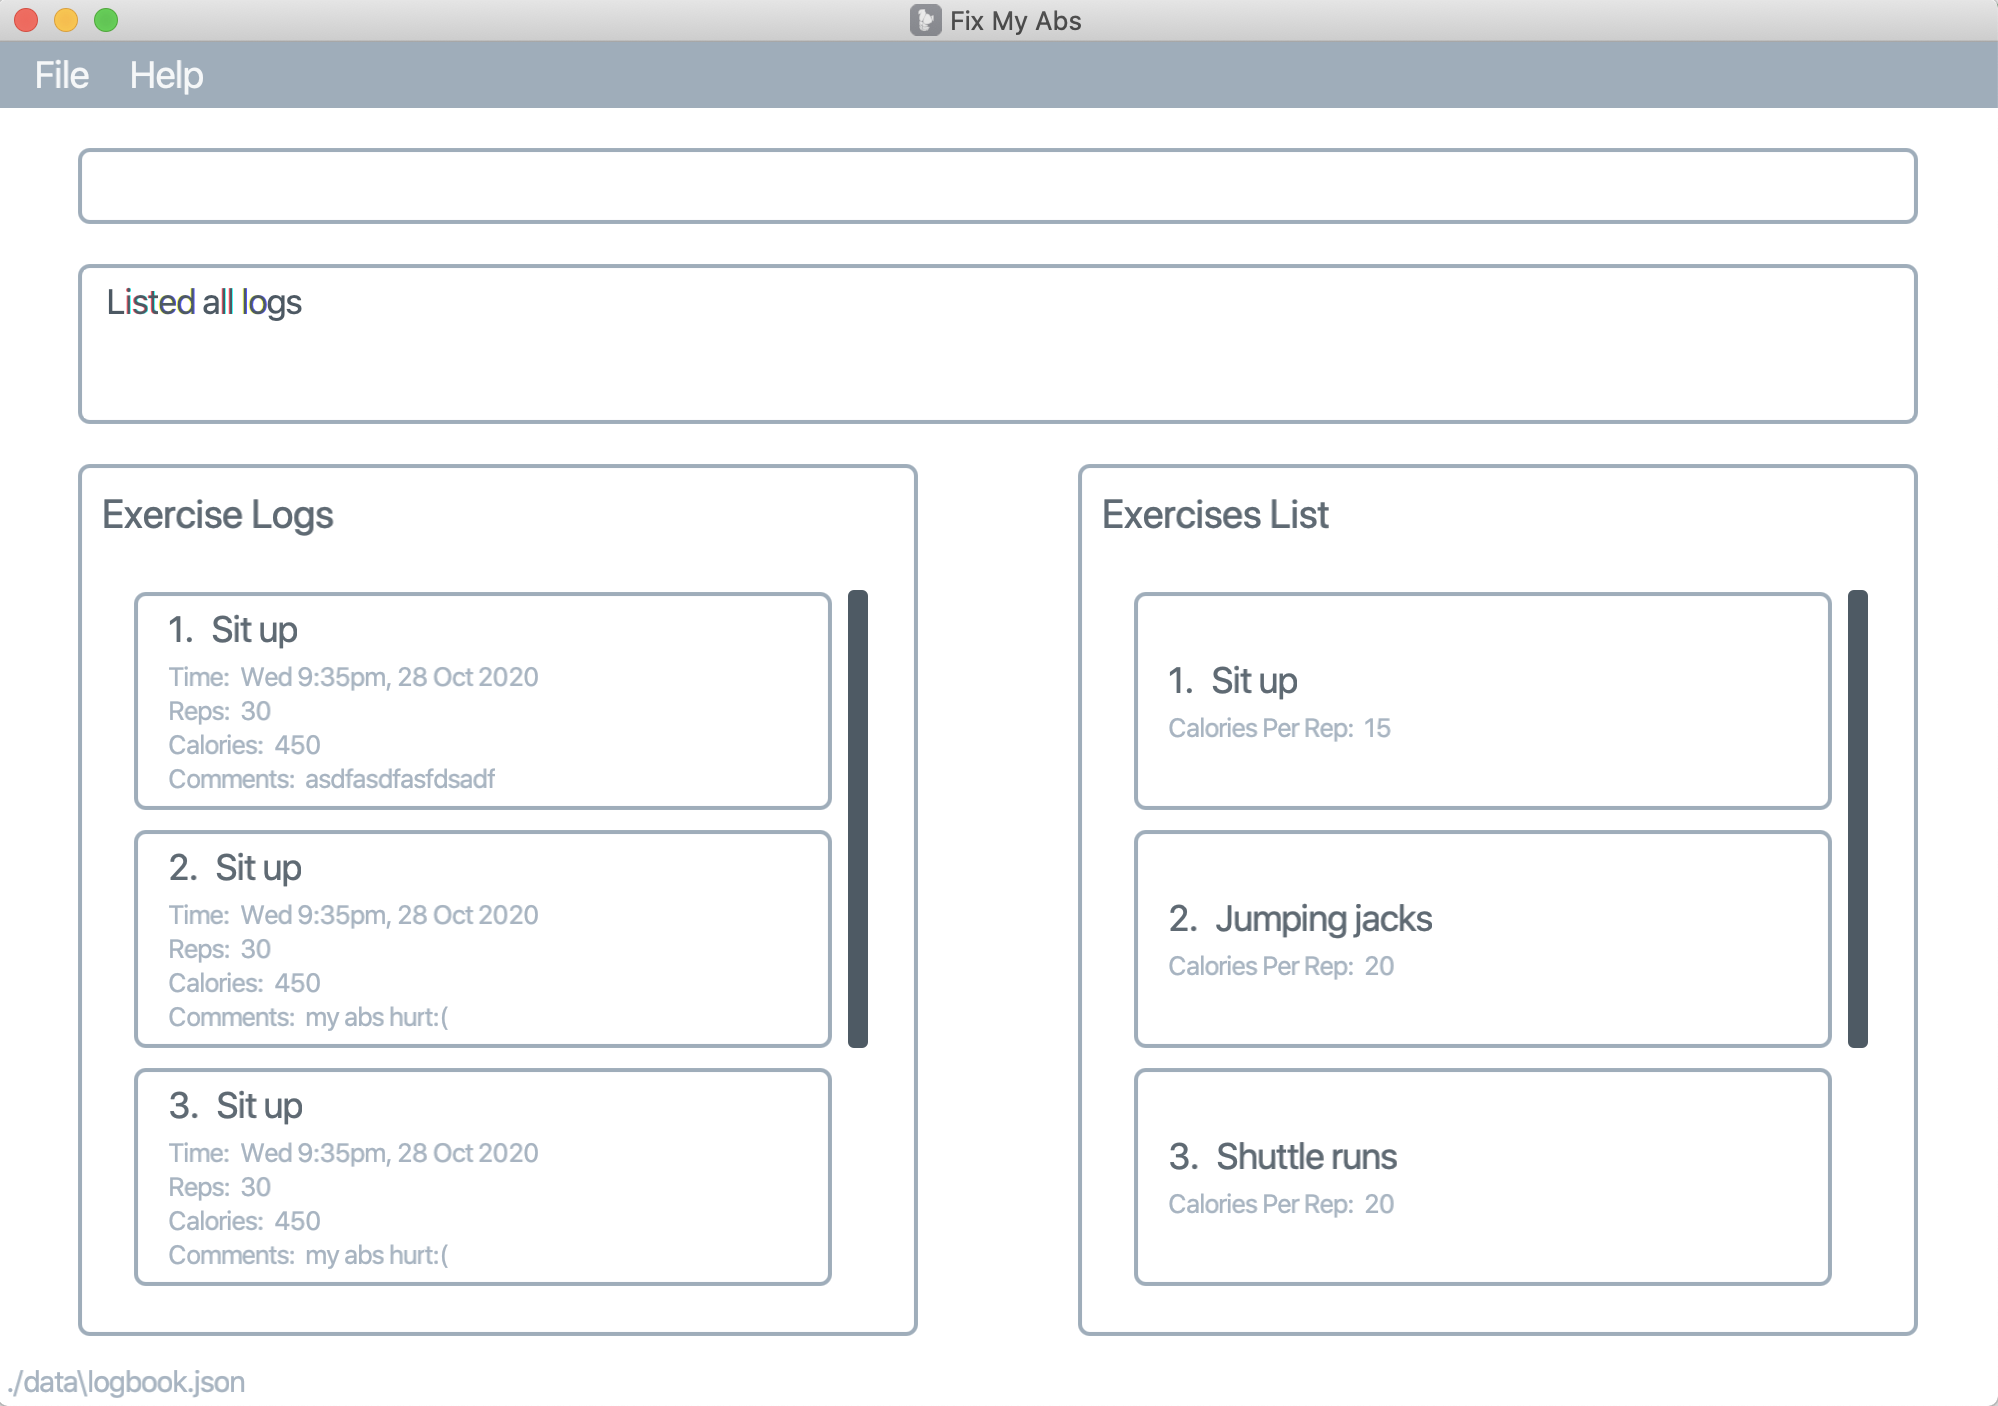 Fix My Abs
File Help
Listed all logs
Exercise Logs
1. Sit up
Time: Wed 9:35pm, 28 Oct 2020
Reps: 30
Calories: 450
Comments: asdfasdfasfdsadf
2. Sit up
Time: Wed 9:35pm, 28 Oct 2020
Reps: 30
Calories: 450
Comments: my abs hurt:(
3. Sit up
Time: Wed 9:35pm, 28 Oct 2020
Reps: 30
Calories: 450
Comments: my abs hurt:(
Exercises List
1. Sit up
Calories Per Rep: 15
2. Jumping jacks
Calories Per Rep: 20
3. Shuttle runs
Calories Per Rep: 20
./data\logbook.json